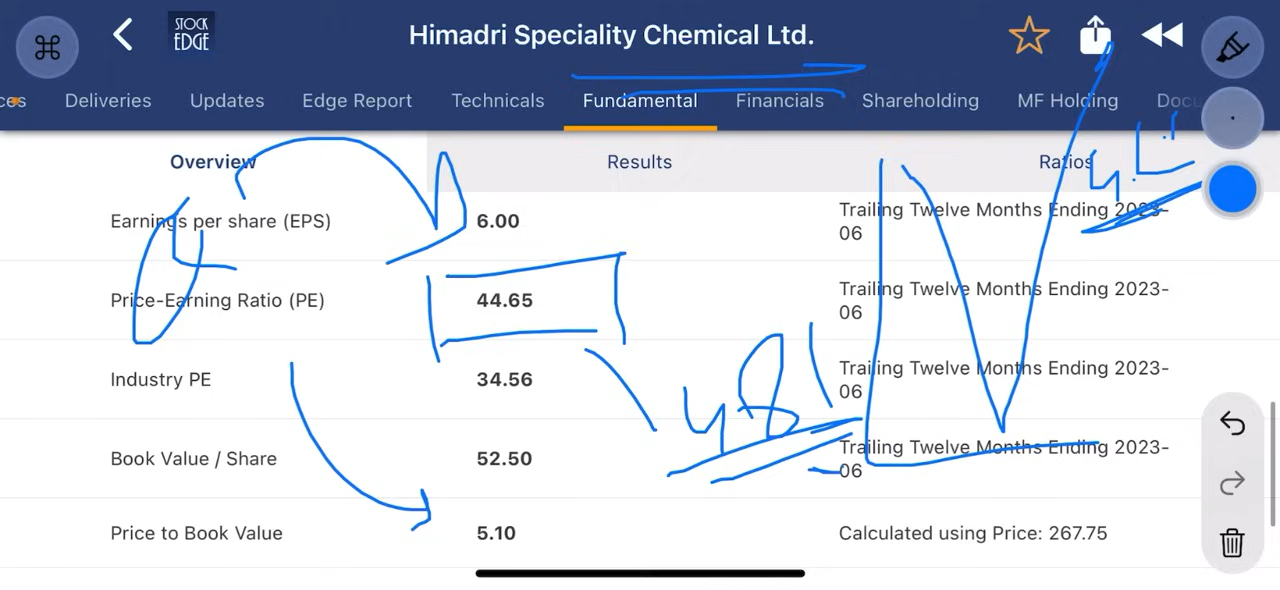 STOCK
EDGE
Himadri Speciality Chemical Ltd.
Deliveries Updates Edge Report Technicals Fundamental Financials Shareholding MF Holding
Overview Results Ratios
Earnings per share (EPS) 6.00 Trailing Twelve Months Ending 2023-
06
Price-Earning Ratio (PE) 44.65 Trailing Twelve Months Ending 2023-
06
Industry PE 34.56 Trailing Twelve Months Ending 2023-
06
Book Value / Share 52.50 Trailing Twelve Months Ending 2023-
06
Price to Book Value 5.10 Calculated using Price: 267.75